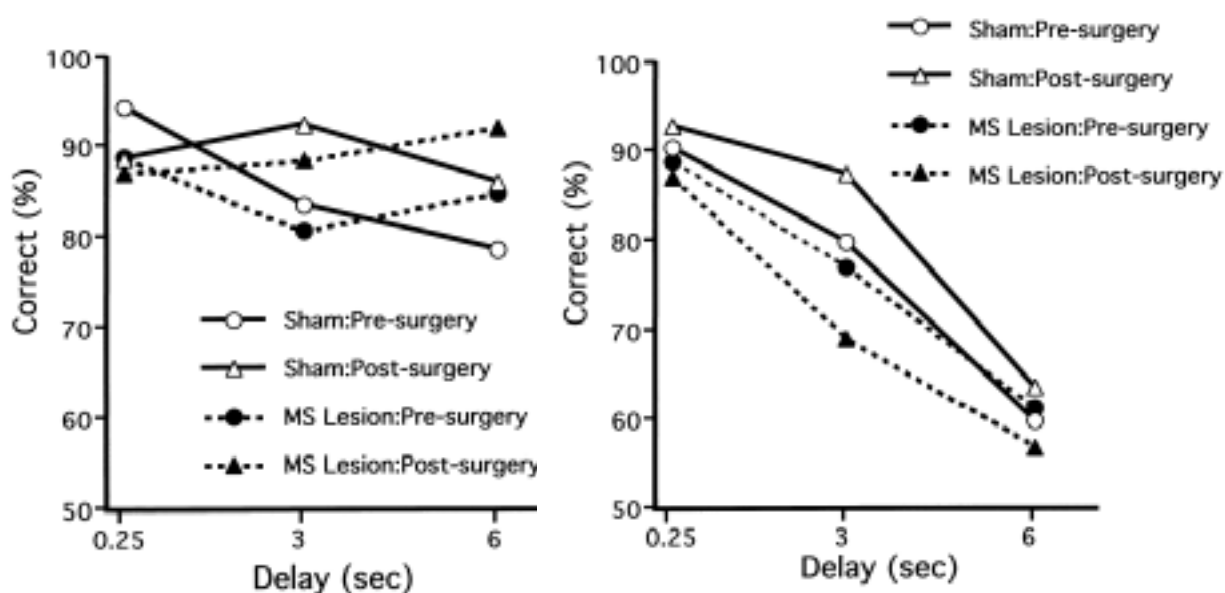 100
90
80
70
60
50
Correct (%)
Sham:Pre-surgery
Sham:Post-surgery
MS Lesion:Pre-surgery
MS Lesion:Post-surgery
0.25 3 6
Delay (sec)
Sham:Pre-surgery
Sham:Post-surgery
MS Lesion:Pre-surgery
MS Lesion:Post-surgery
100
90
80
70
60
50
Correct (%)
0.25 3 6
Delay (sec)